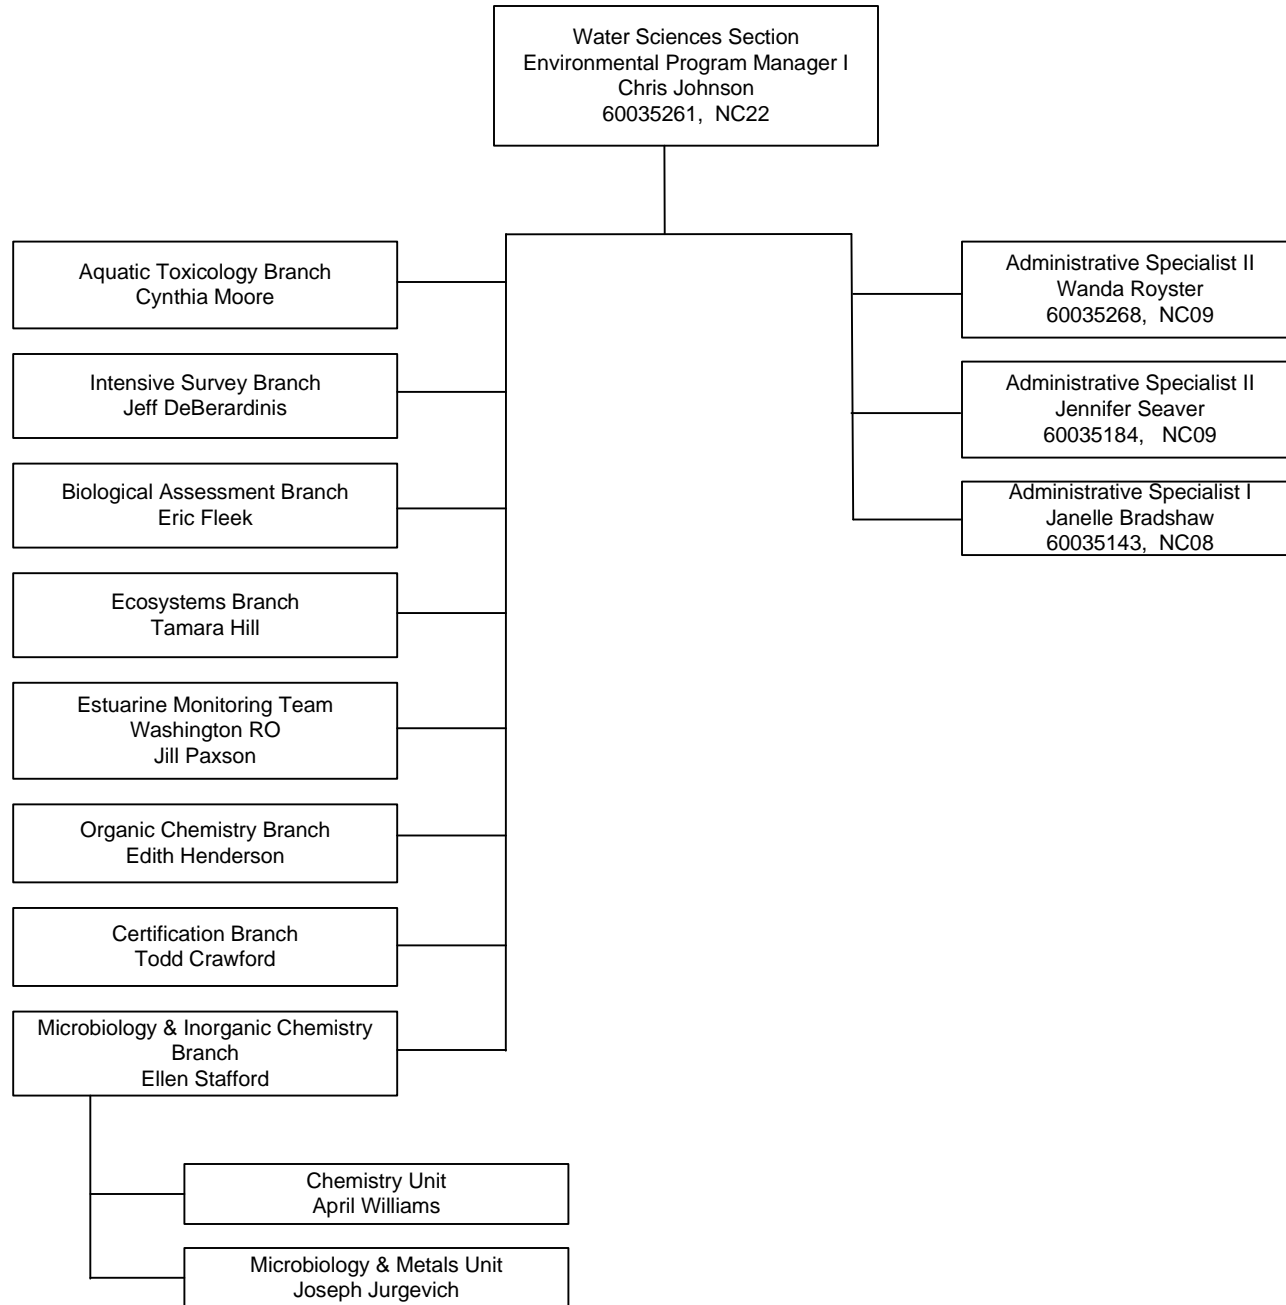 Water Sciences Section
Environmental Program Manager I
Chris Johnson
60035261,  NC22
Aquatic Toxicology Branch
Cynthia Moore
Intensive Survey Branch
Jeff DeBerardinis
Biological Assessment Branch
Eric Fleek
Ecosystems Branch
Tamara Hill
Estuarine Monitoring Team
Washington RO
Jill Paxson
Organic Chemistry Branch
Edith Henderson
Certification Branch
Todd Crawford
Microbiology & Inorganic Chemistry
Branch
Ellen Stafford
Chemistry Unit
April Williams
Microbiology & Metals Unit
Joseph Jurgevich
Administrative Specialist II
Wanda Royster
60035268,  NC09
Administrative Specialist II
Jennifer Seaver
60035184,   NC09
Administrative Specialist I
Janelle Bradshaw
60035143,  NC08